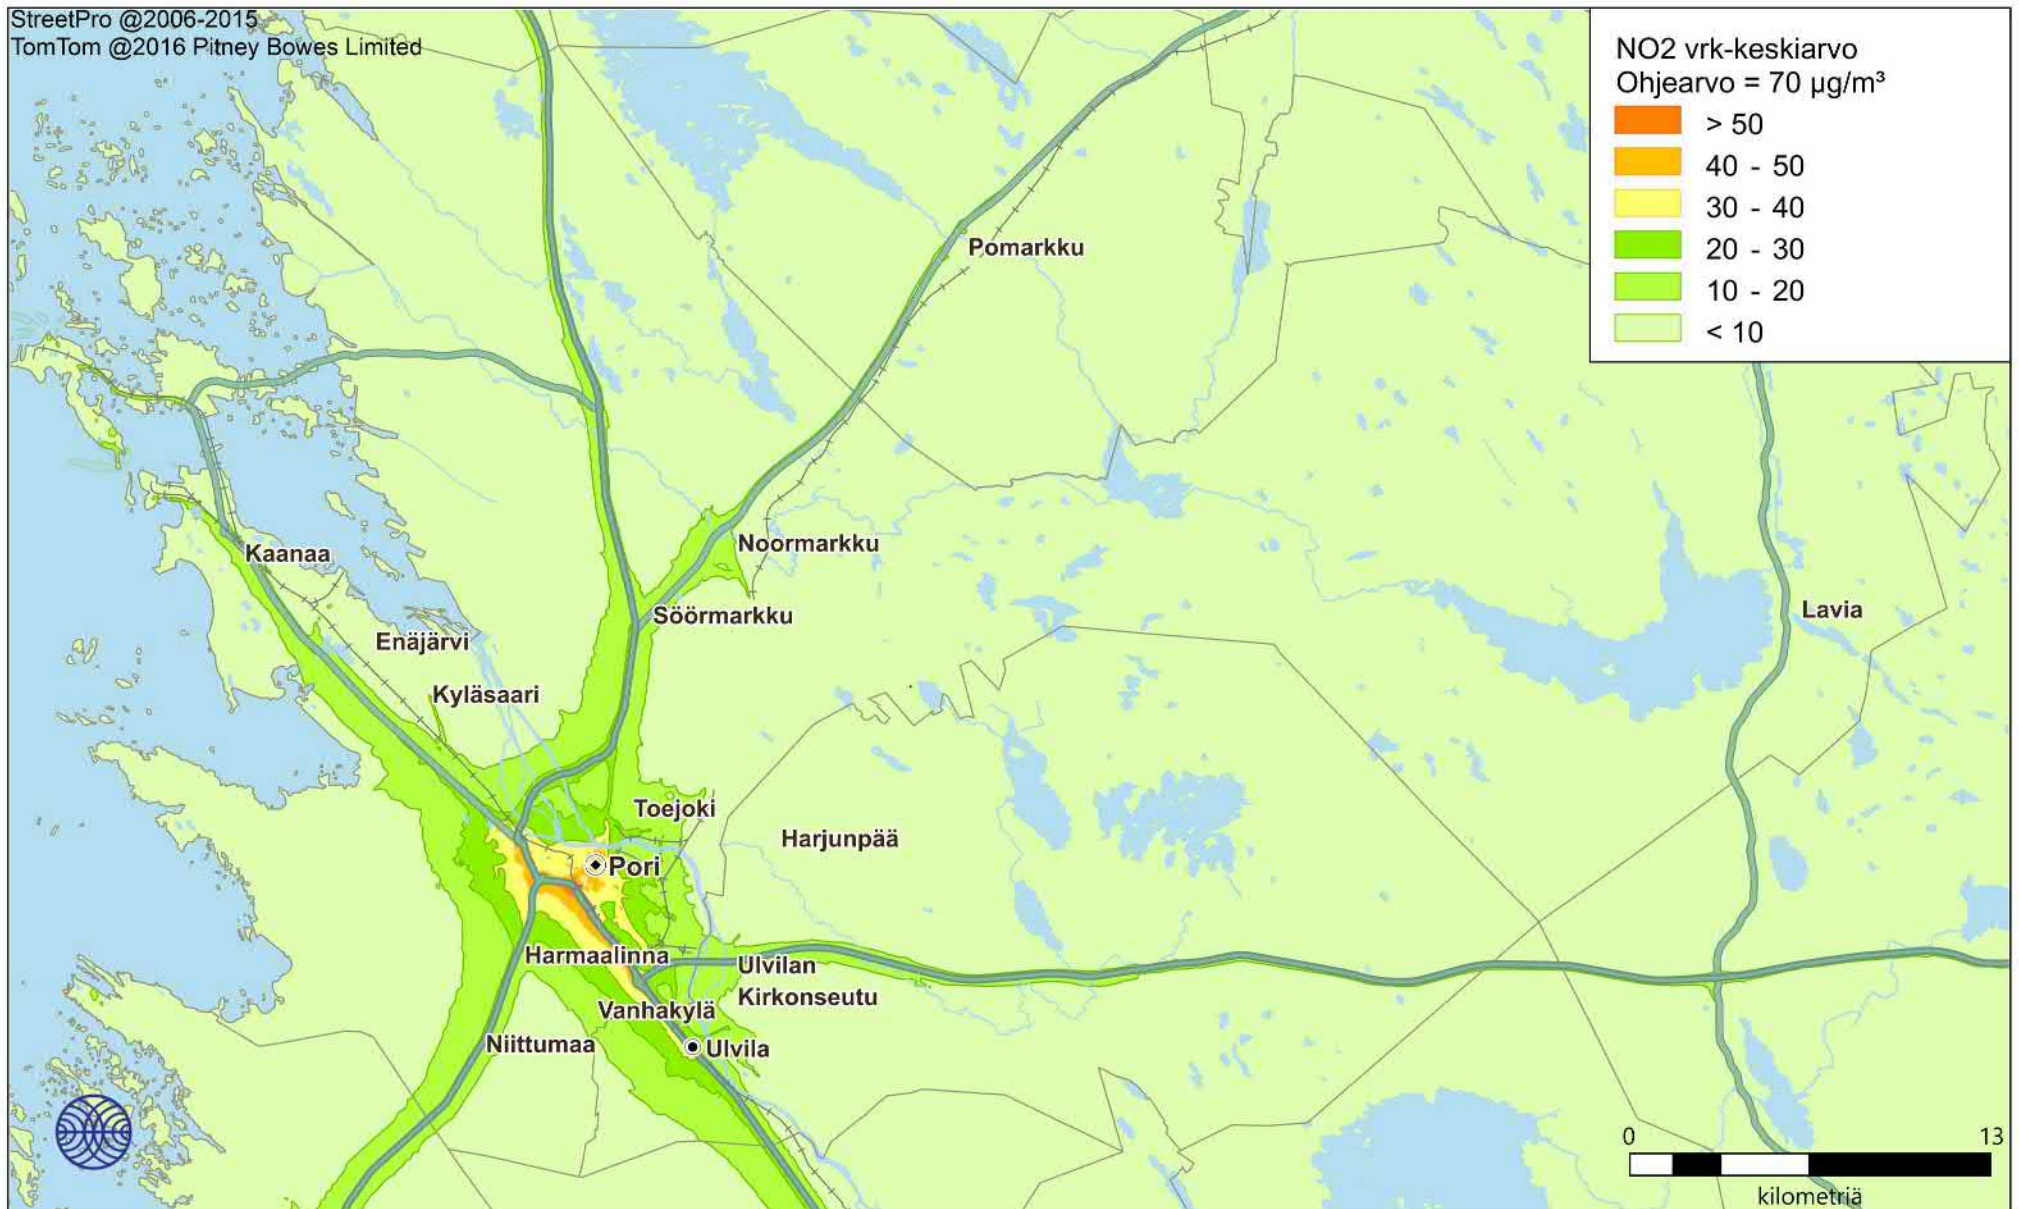 StreetPro @2006-2015
TomTom @2016 Pitney Bowes Limited
NO2 vrk-keskiarvo
Ohjearvo = 70 µg/m³
> 50
40 - 50
30 - 40
20 - 30
10 - 20
< 10
Pomarkku
Noormarkku
Kaanaa
Söörmarkku
Lavia
Enäjärvi
Kyläsaari
Toejoki
Harjunpää
Pori
Harmaalinna
Ulvilan
Kirkonseutu
Vanhakylä
Niittumaa
Ulvila
0 13
kilometriä